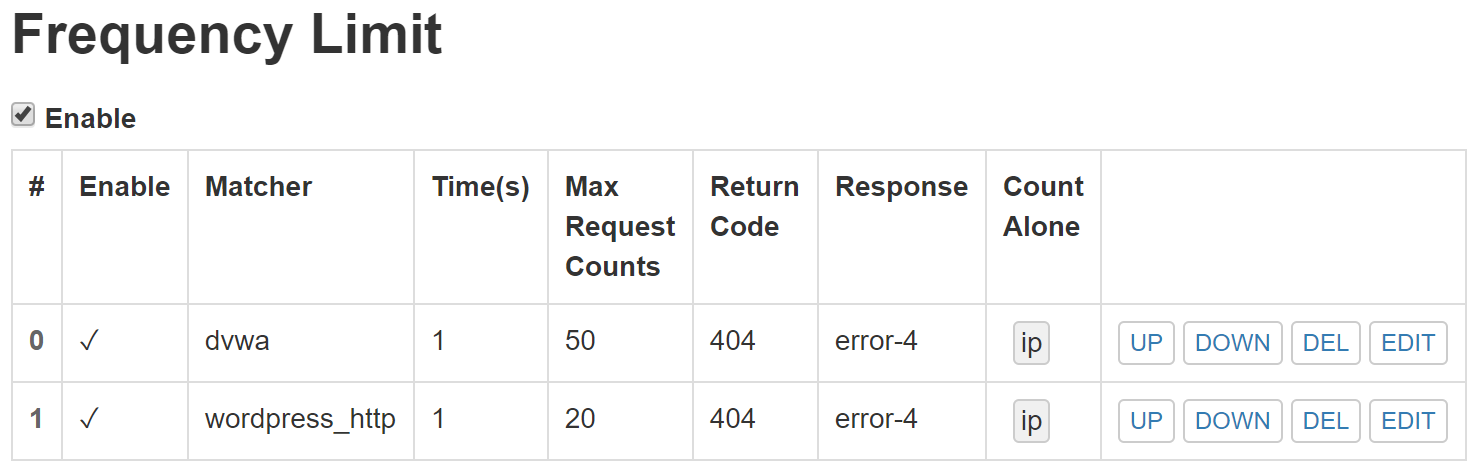 Frequency Limit
Enable
# Enable Matcher Time(s) Max Request Counts Return Code Response Count Alone
0 ✓ dvwa 1 50 404 error-4 ip UP DOWN DEL EDIT
1 ✓ wordpress_http 1 20 404 error-4 ip UP DOWN DEL EDIT